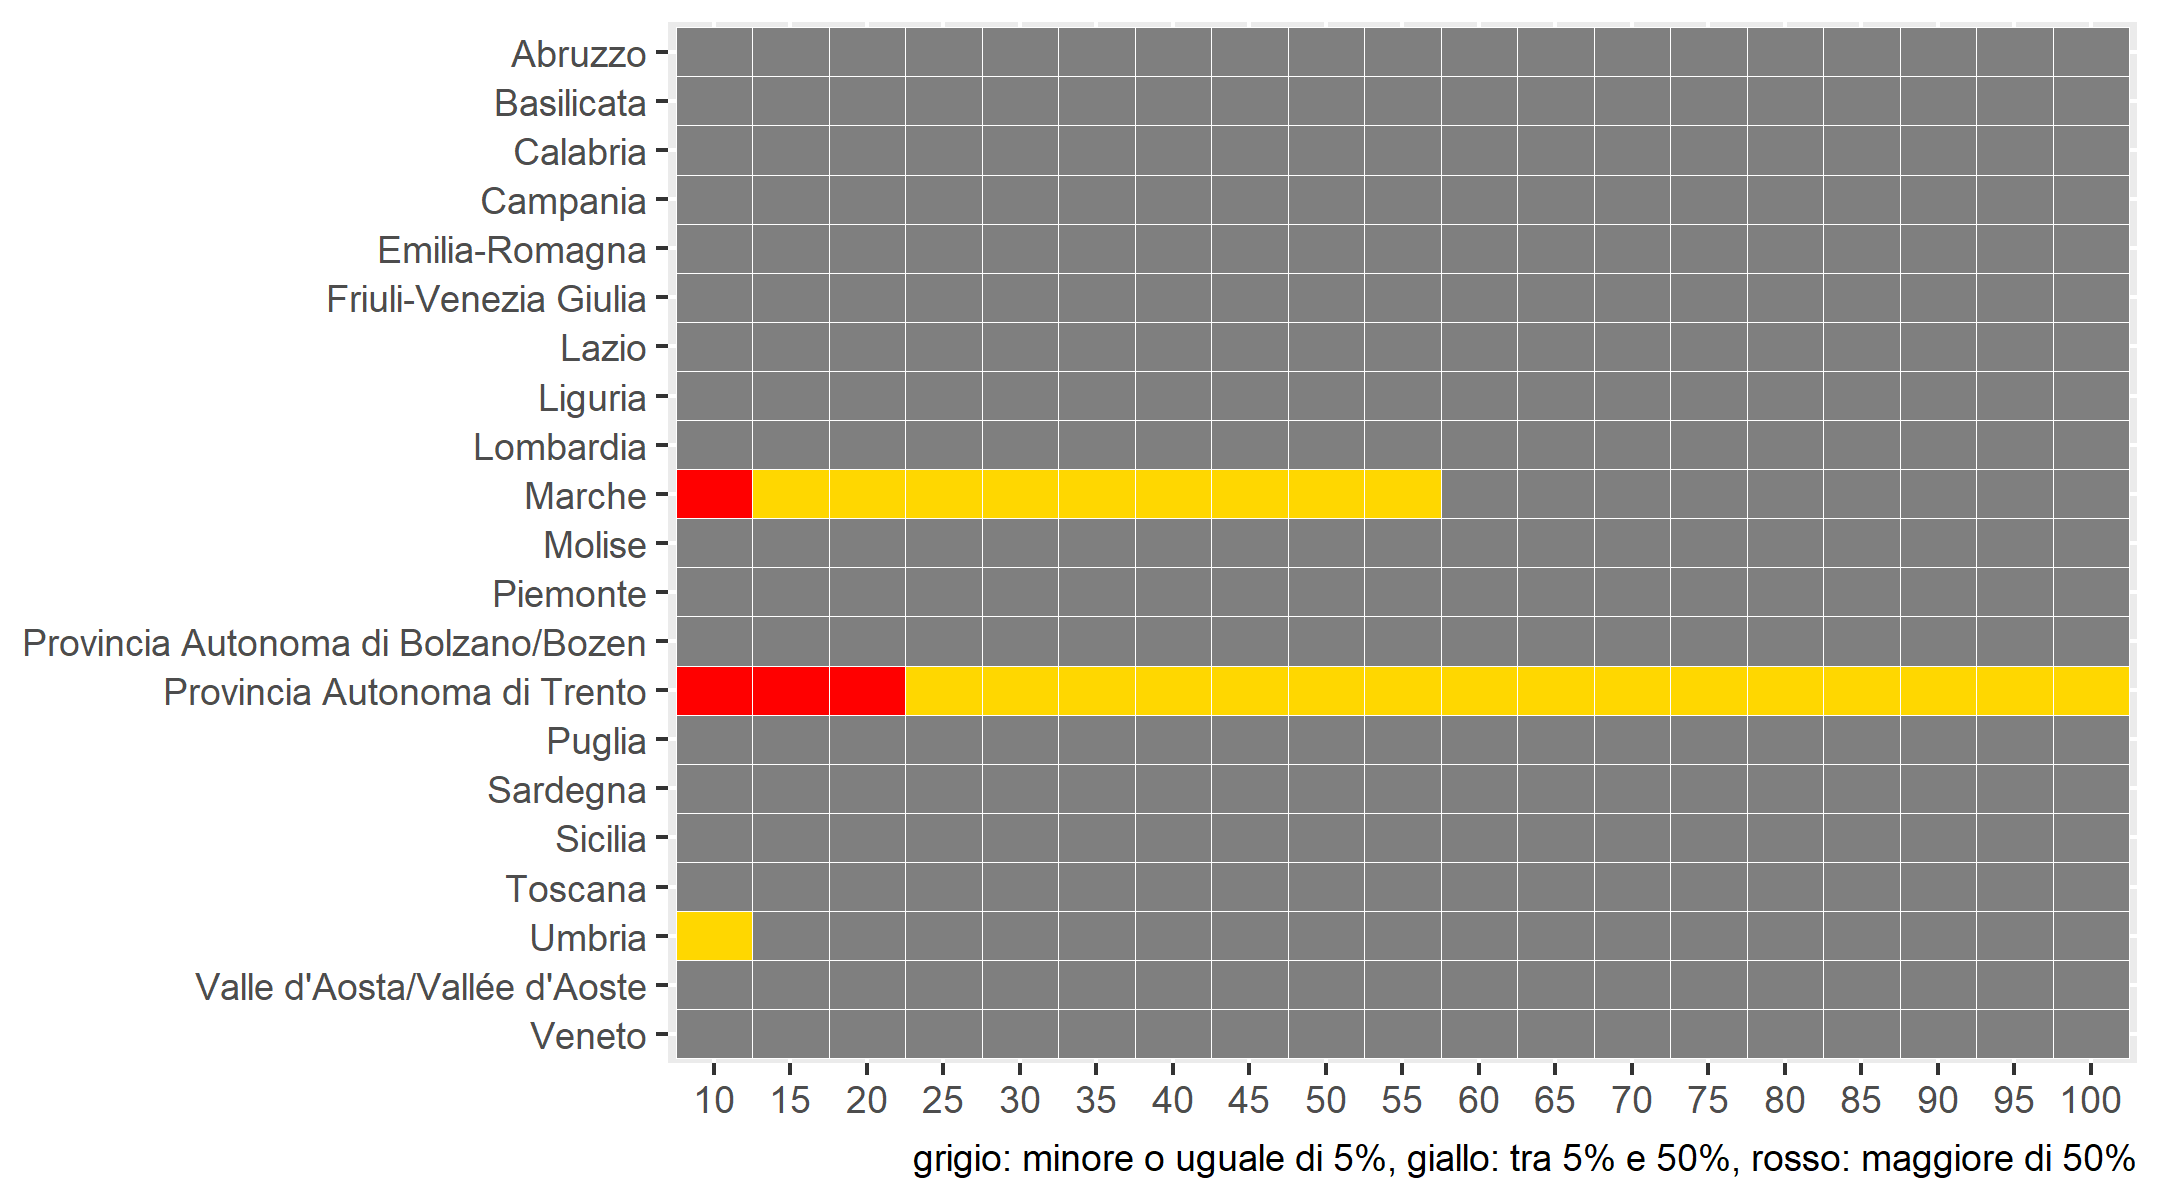 Abruzzo
Basilicata
Calabria
Campania
Emilia-Romagna
Friuli-Venezia Giulia
Lazio
Liguria
Lombardia
Marche
Molise
Piemonte
Provincia Autonoma di Bolzano/Bozen
Provincia Autonoma di Trento
Puglia
Sardegna
Sicilia
Toscana
Umbria
Valle d'Aosta/Vallée d'Aoste
Veneto
10 15 20 25 30 35 40 45 50 55 60 65 70 75 80 85 90 95 100
grigio: minore o uguale di 5%, giallo: tra 5% e 50%, rosso: maggiore di 50%